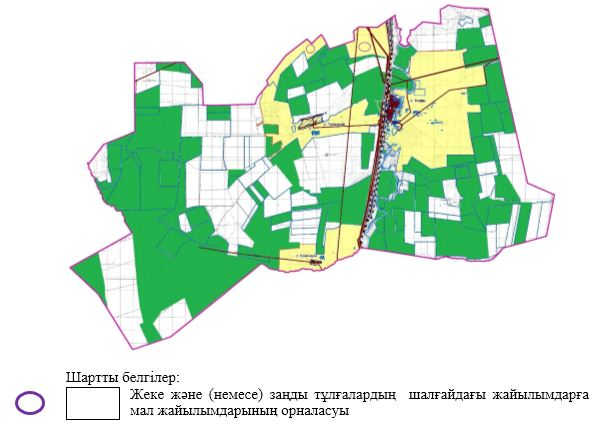 Шартты белгілер:
Жеке және (немесе) заңды тұлғалардың шалғайдағы жайылымдарға
мал жайылымдарының орналасуы